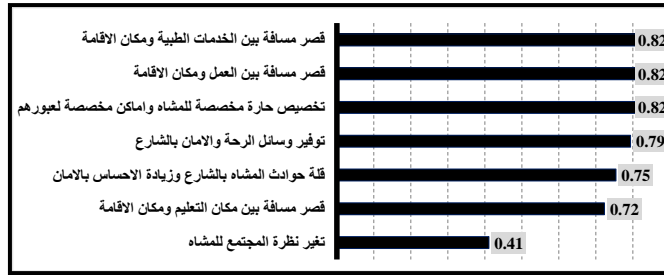 قصر مسافة بين الخدمات الطبية ومكان الاقامة 0.82
قصر مسافة بين العمل ومكان الاقامة 0.82
تخصيص حارة مخصصة للمشاه واماكن مخصصة لعبورهم 0.82
توفير وسائل الرحة والامان بالشارع 0.79
قلة حوادث المشاه بالشارع وزيادة الاحساس بالامان 0.75
قصر مسافة بين مكان التعليم ومكان الاقامة 0.72
تغير نظرة المجتمع للمشاه 0.41